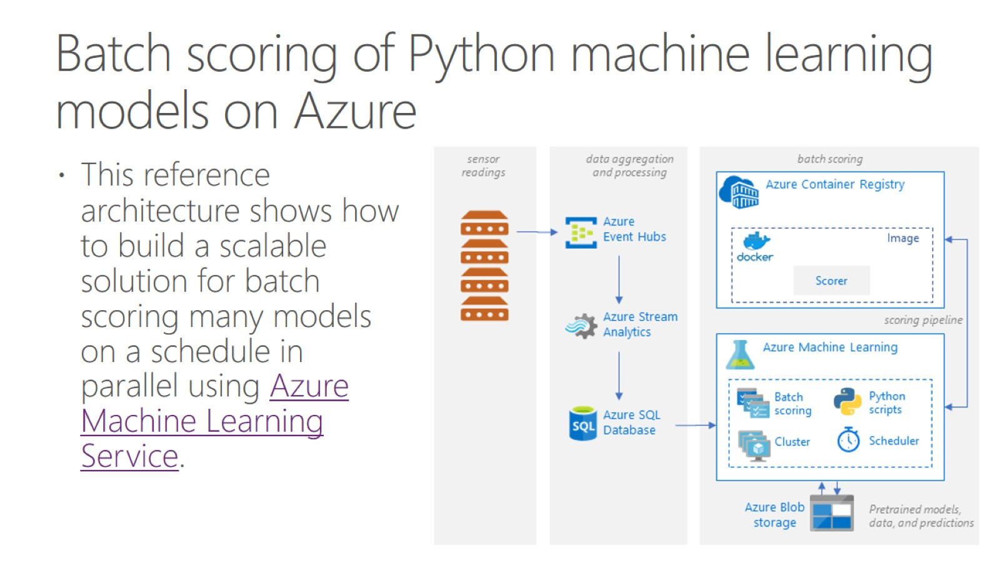 Batch scoring of Python machine learning
models on Azure
• This reference
architecture shows how
to build a scalable
solution for batch
scoring many models
on a schedule in
parallel using Azure
Machine Learning
Service.
sensor
readings
data aggregation
and processing
Azure
Event Hubs
Azure Stream
Analytics
SQL
Azure SQL
Database
batch scoring
Azure Container Registry
docker
Image
Scorer
scoring pipeline
Azure Machine Learning
Batch
scoring
Python
scripts
Cluster
Scheduler
Azure Blob
storage
Pretrained models,
data, and predictions